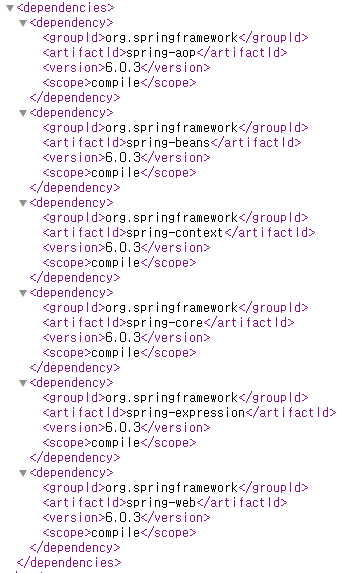 <dependencies>
<dependency>
<groupId>org.springframework</groupId>
<artifactId>spring-aop</artifactId>
<version>6.0.3</version>
<scope>compile</scope>
</dependency>
<dependency>
<groupId>org.springframework</groupId>
<artifactId>spring-beans</artifactId>
<version>6.0.3</version>
<scope>compile</scope>
</dependency>
<dependency>
<groupId>org.springframework</groupId>
<artifactId>spring-context</artifactId>
<version>6.0.3</version>
<scope>compile</scope>
</dependency>
<dependency>
<groupId>org.springframework</groupId>
<artifactId>spring-core</artifactId>
<version>6.0.3</version>
<scope>compile</scope>
</dependency>
<dependency>
<groupId>org.springframework</groupId>
<artifactId>spring-expression</artifactId>
<version>6.0.3</version>
<scope>compile</scope>
</dependency>
<dependency>
<groupId>org.springframework</groupId>
<artifactId>spring-web</artifactId>
<version>6.0.3</version>
<scope>compile</scope>
</dependency>
</dependencies>